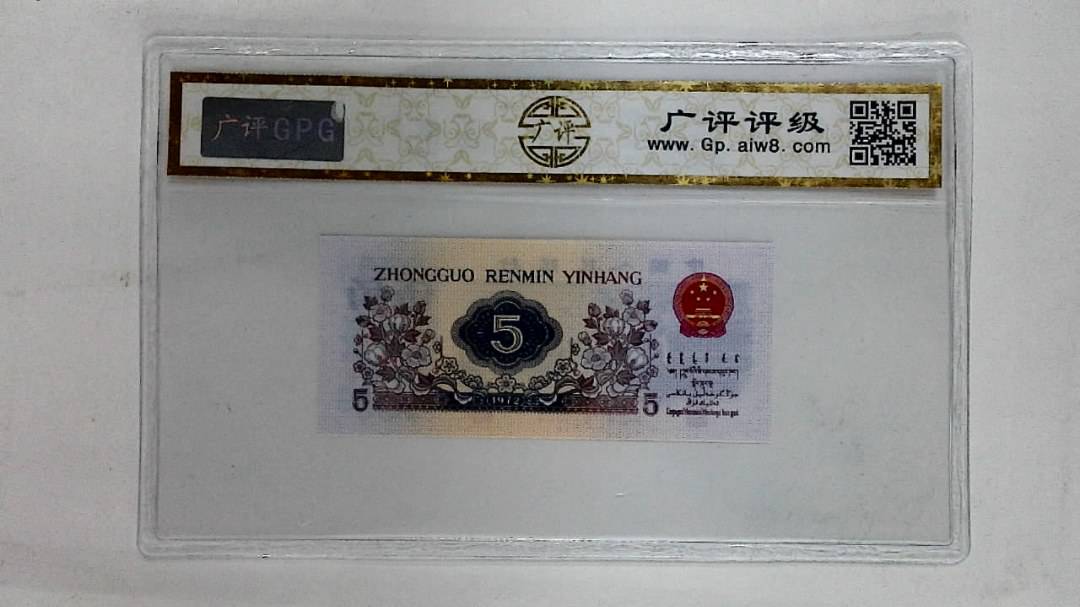 广评GPG
广评
广评评级
www. Gp. aiw8. com
ZHONGGUO RENMIN YINHANG
5
5
1972
5